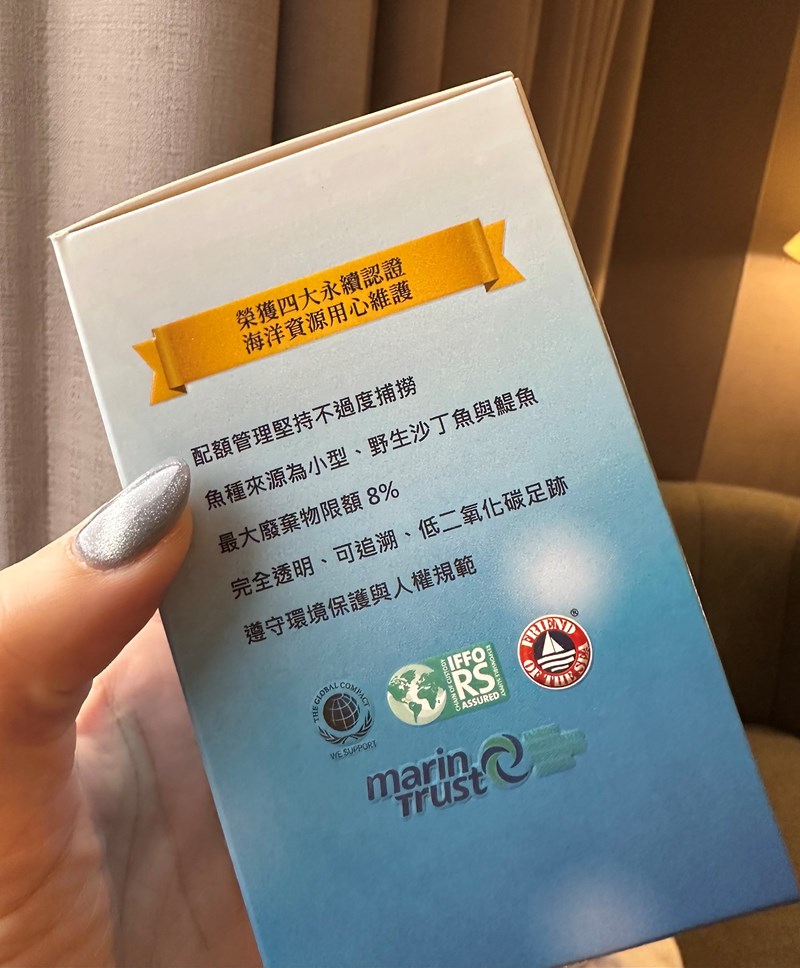 榮獲四大永續認證
海洋資源用心維護
配額管理堅持不過度捕撈
魚種來源為小型、野生沙丁魚與鯷魚
最大廢棄物限額 8%
完全透明、可追溯、低二氧化碳足跡
遵守環境保護與人權規範
THE GLOBAL COMPACT
WE SUPPORT
IFFO
RS
ASSURED
CHAIN OF CUSTODY
FRIEND
OF THE SEA
®
marin
Trust